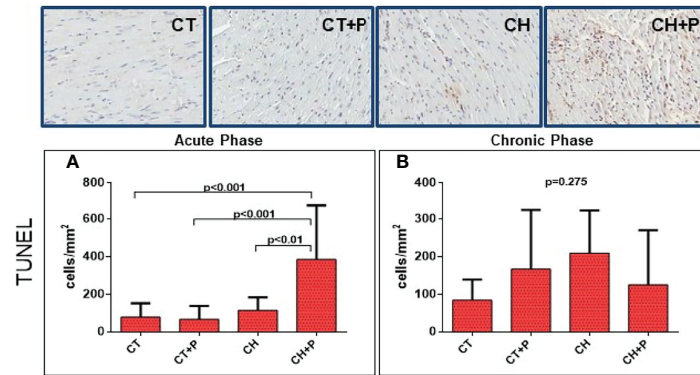 CT CT+P CH CH+P
Acute Phase Chronic Phase
A
800
600
400
200
0
cells/mm²
TUNEL
p<0.001
p<0.001
p<0.01
CT CT+P CH CH+P
B
400
300
200
100
0
cells/mm²
p=0.275
CT CT+P CH CH+P